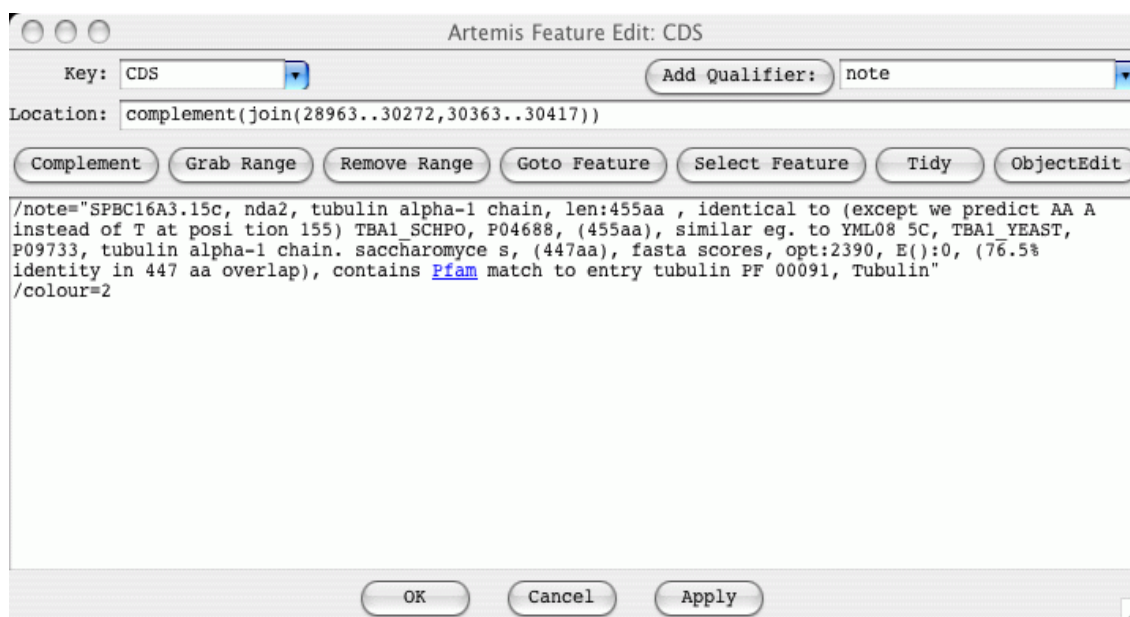 Artemis Feature Edit: CDS
Key: CDS Add Qualifier: note
Location: complement(join(28963..30272,30363..30417))
Complement Grab Range Remove Range Goto Feature Select Feature Tidy ObjectEdit
/note="SPBC16A3.15c, nda2, tubulin alpha-1 chain, len:455aa , identical to (except we predict AA A
instead of T at posi tion 155) TBA1_SCHPO, P04688, (455aa), similar eg. to YML08 5C, TBA1_YEAST,
P09733, tubulin alpha-1 chain. saccharomyce s, (447aa), fasta scores, opt:2390, E():0, (76.5%
identity in 447 aa overlap), contains Pfam match to entry tubulin PF 00091, Tubulin"
/colour=2
OK Cancel Apply